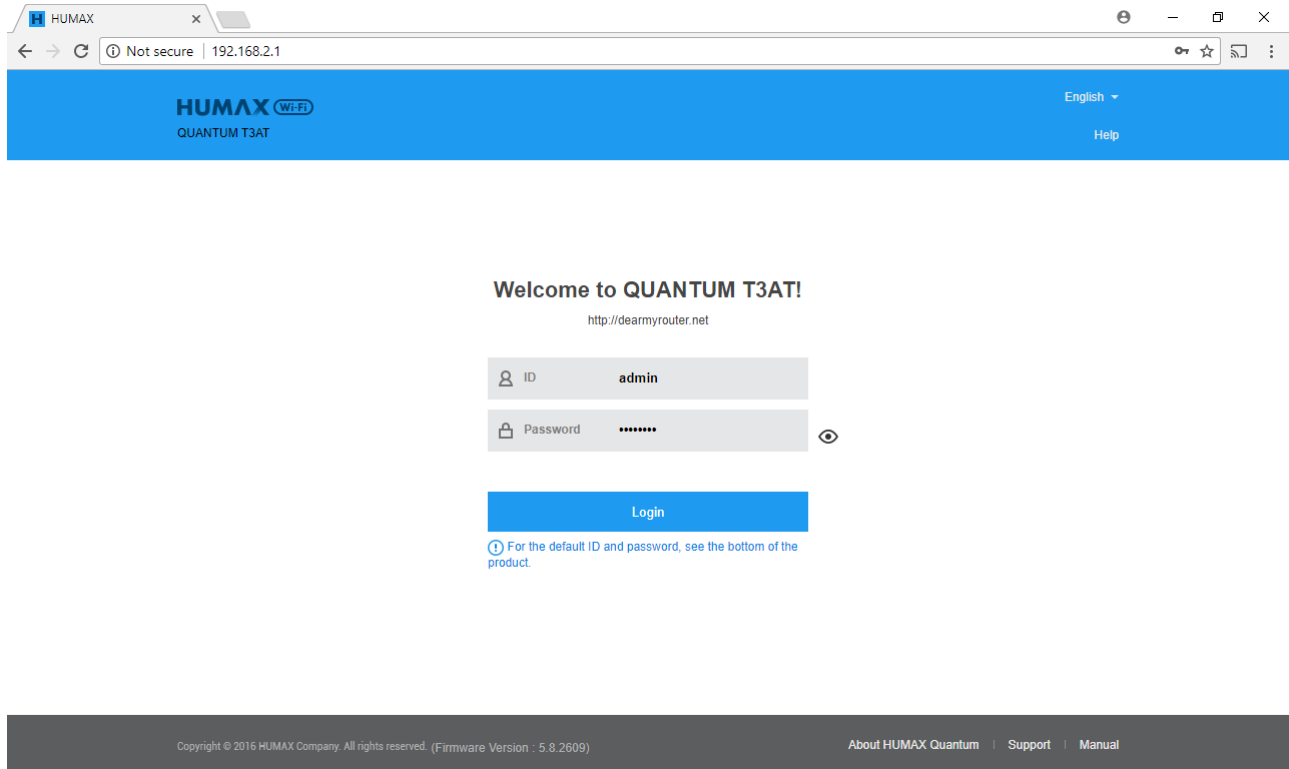 HUMAX
Not secure | 192.168.2.1
HUMAX Wi-Fi
English
QUANTUM T3AT
Help
Welcome to QUANTUM T3AT!
http://dearmyrouter.net
ID admin
Password ••••••••
Login
For the default ID and password, see the bottom of the
product.
Copyright © 2016 HUMAX Company. All rights reserved. (Firmware Version : 5.8.2609)
About HUMAX Quantum | Support | Manual